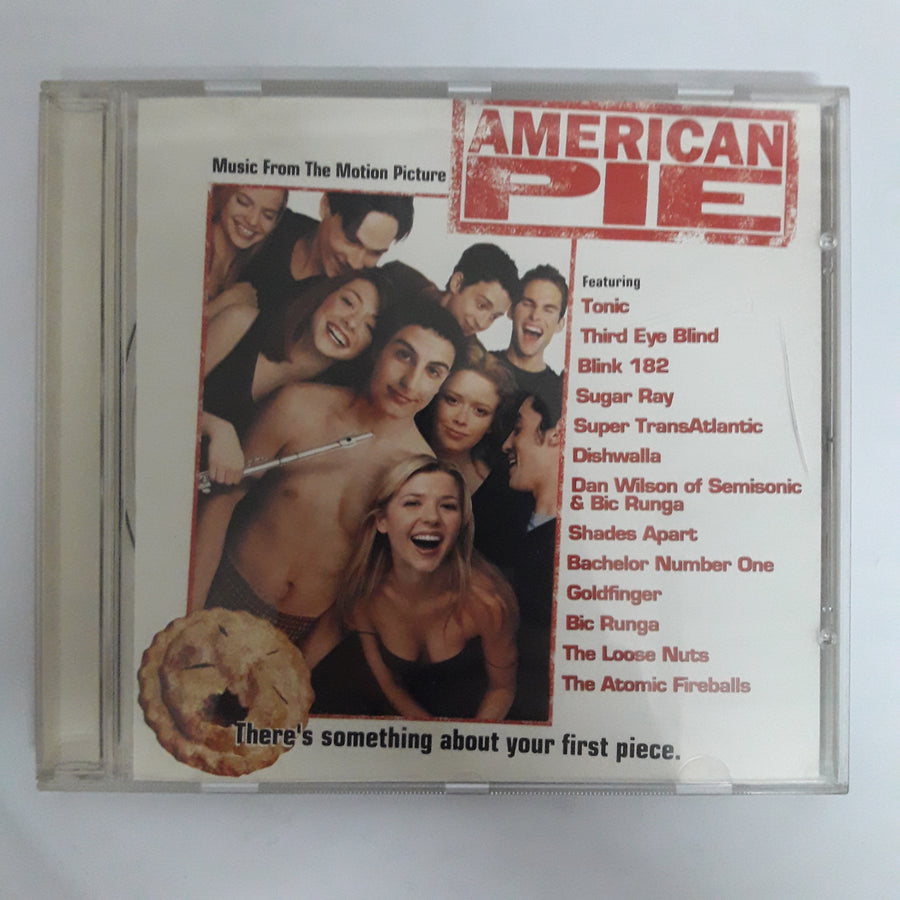 AMERICAN
PIE
Music From The Motion Picture
Featuring
Tonic
Third Eye Blind
Blink 182
Sugar Ray
Super TransAtlantic
Dishwalla
Dan Wilson of Semisonic
& Bic Runga
Shades Apart
Bachelor Number One
Goldfinger
Bic Runga
The Loose Nuts
The Atomic Fireballs
There's something about your first piece.